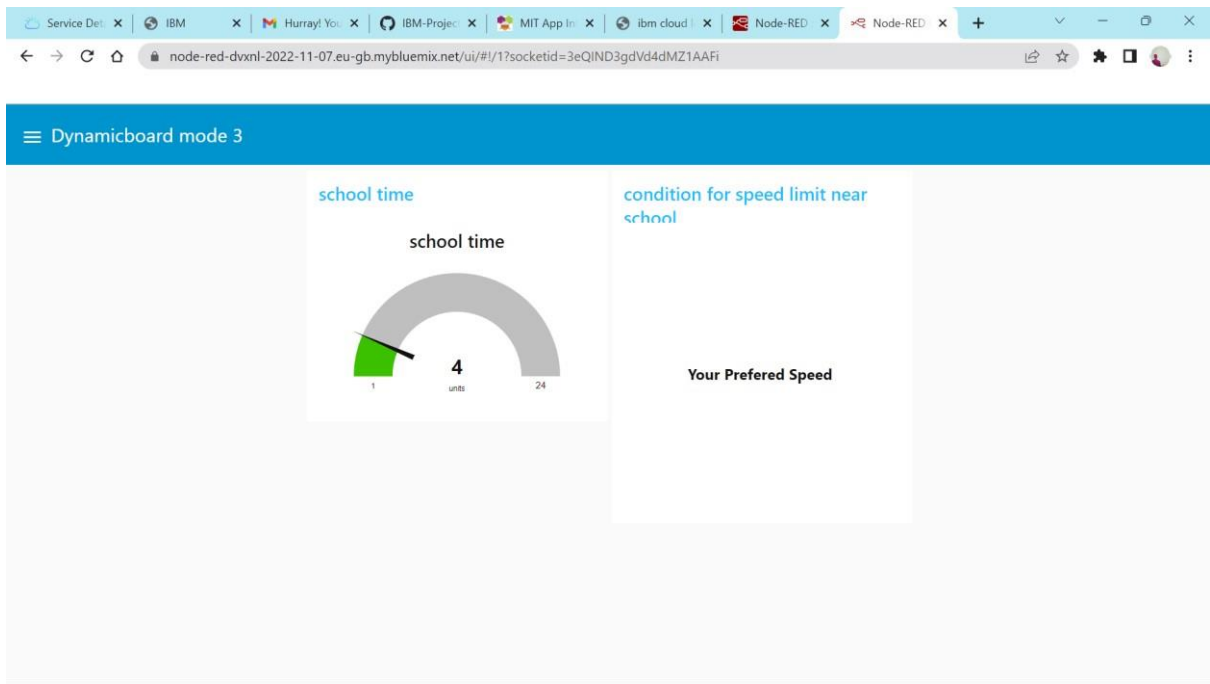 Service Det
IBM
Hurray! You
IBM-Projec
MIT App In
ibm cloud
Node-RED
Node-RED
node-red-dvxnl-2022-11-07.eu-gb.mybluemix.net/ui/#!/1?socketid=3eQIND3gdVd4dMZ1AAFi
Dynamicboard mode 3
school time
condition for speed limit near
school
school time
4
1
units
24
Your Prefered Speed